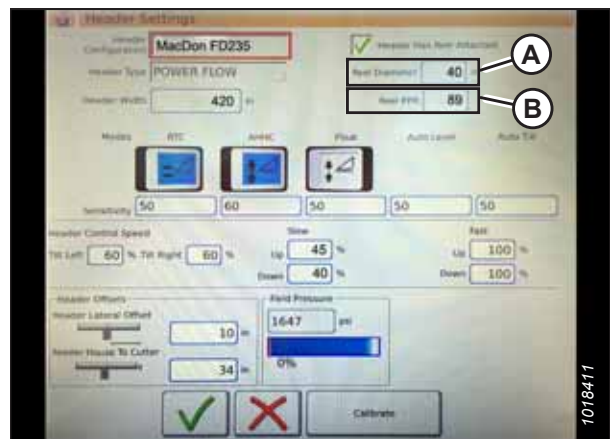 Header Settings
Header Configuration MacDon FD235
Header Has Reel Attached
A
Header Type POWER FLOW
Reel Diameter 40 in
Header Width 420 in
Reel PPR 89
B
Modes RTC AHHC Float Auto Level Auto Tilt
Sensitivity 50 60 50 50 50
Header Control Speed Slow Fast
Tilt Left 60 % Tilt Right 60 % Up 45 % Up 100 %
Down 40 % Down 100 %
Header Offsets Field Pressure
Header Lateral Offset
10 in 1647 psi
Feeder House To Cutter
34 in 0%
Calibrate
1018411